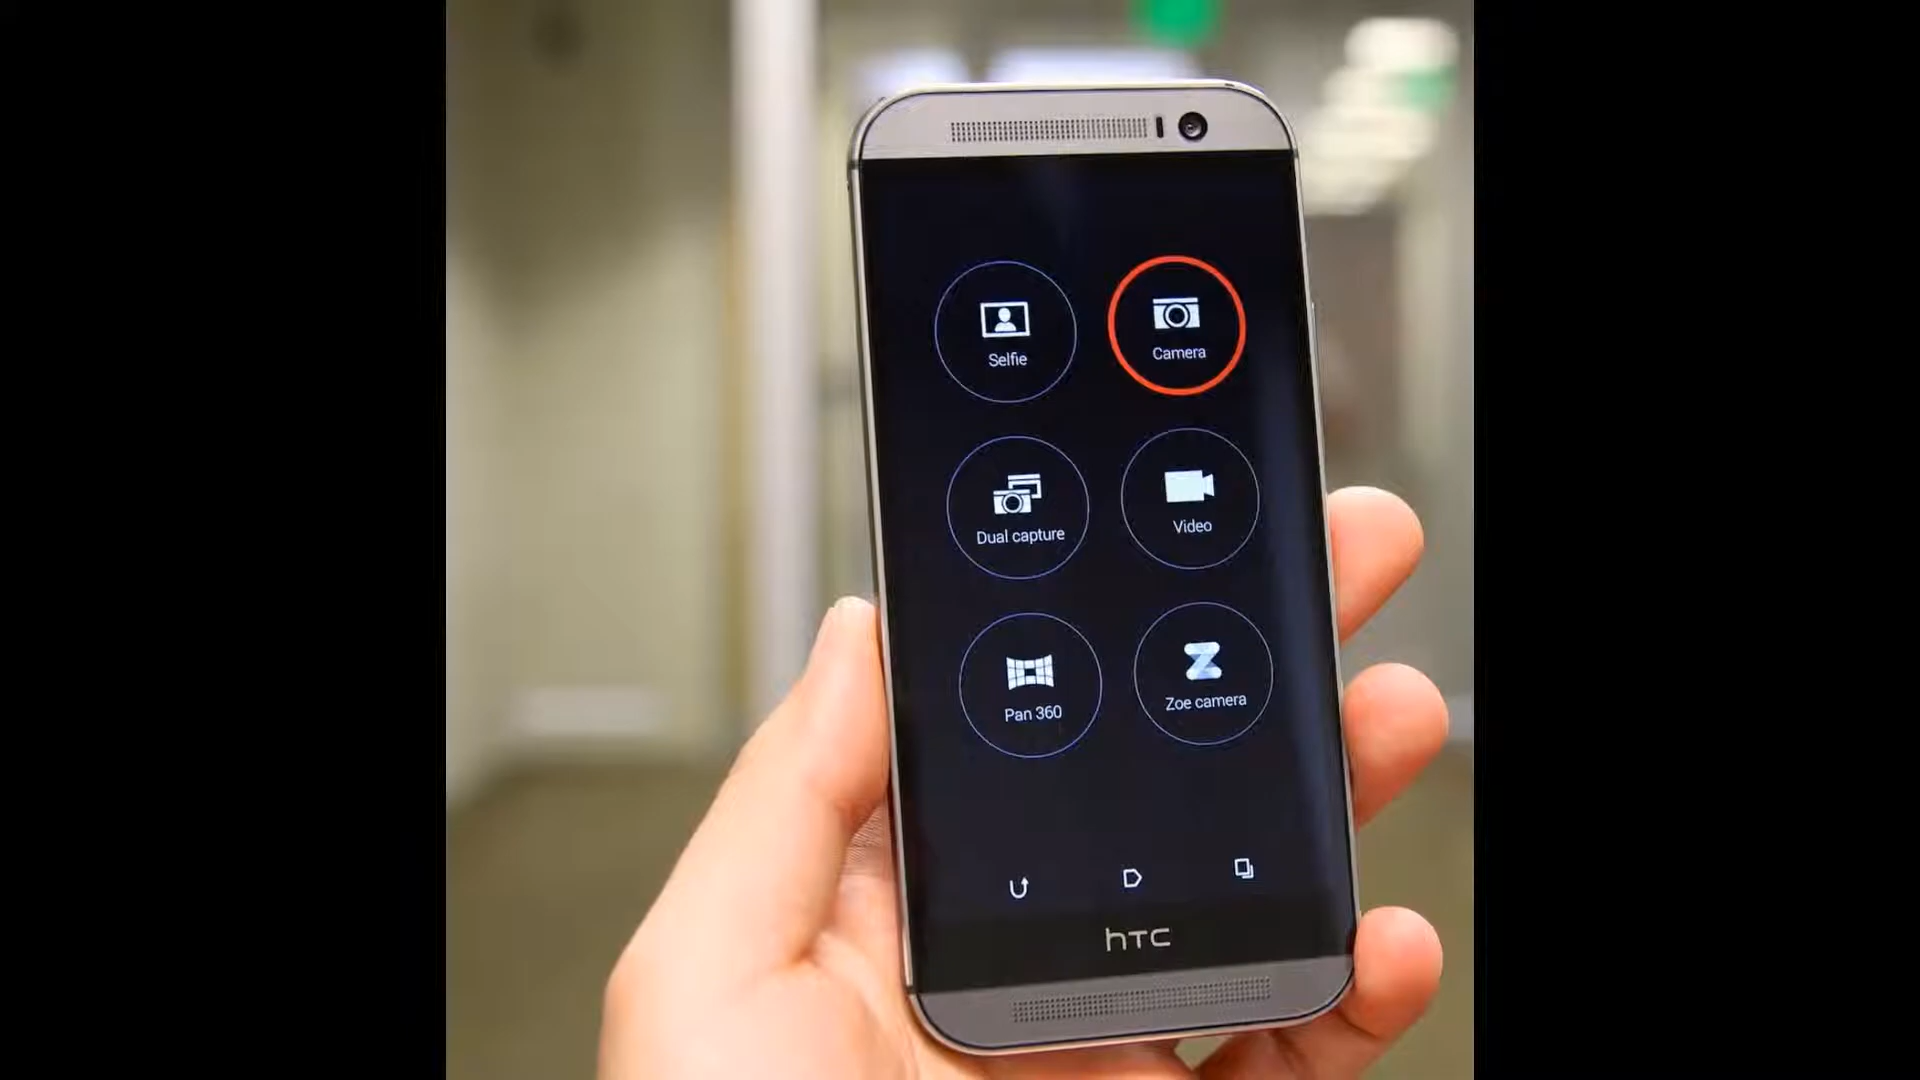 Selfie
Camera
Dual capture
Video
Pan 360
Zoe camera
hTC